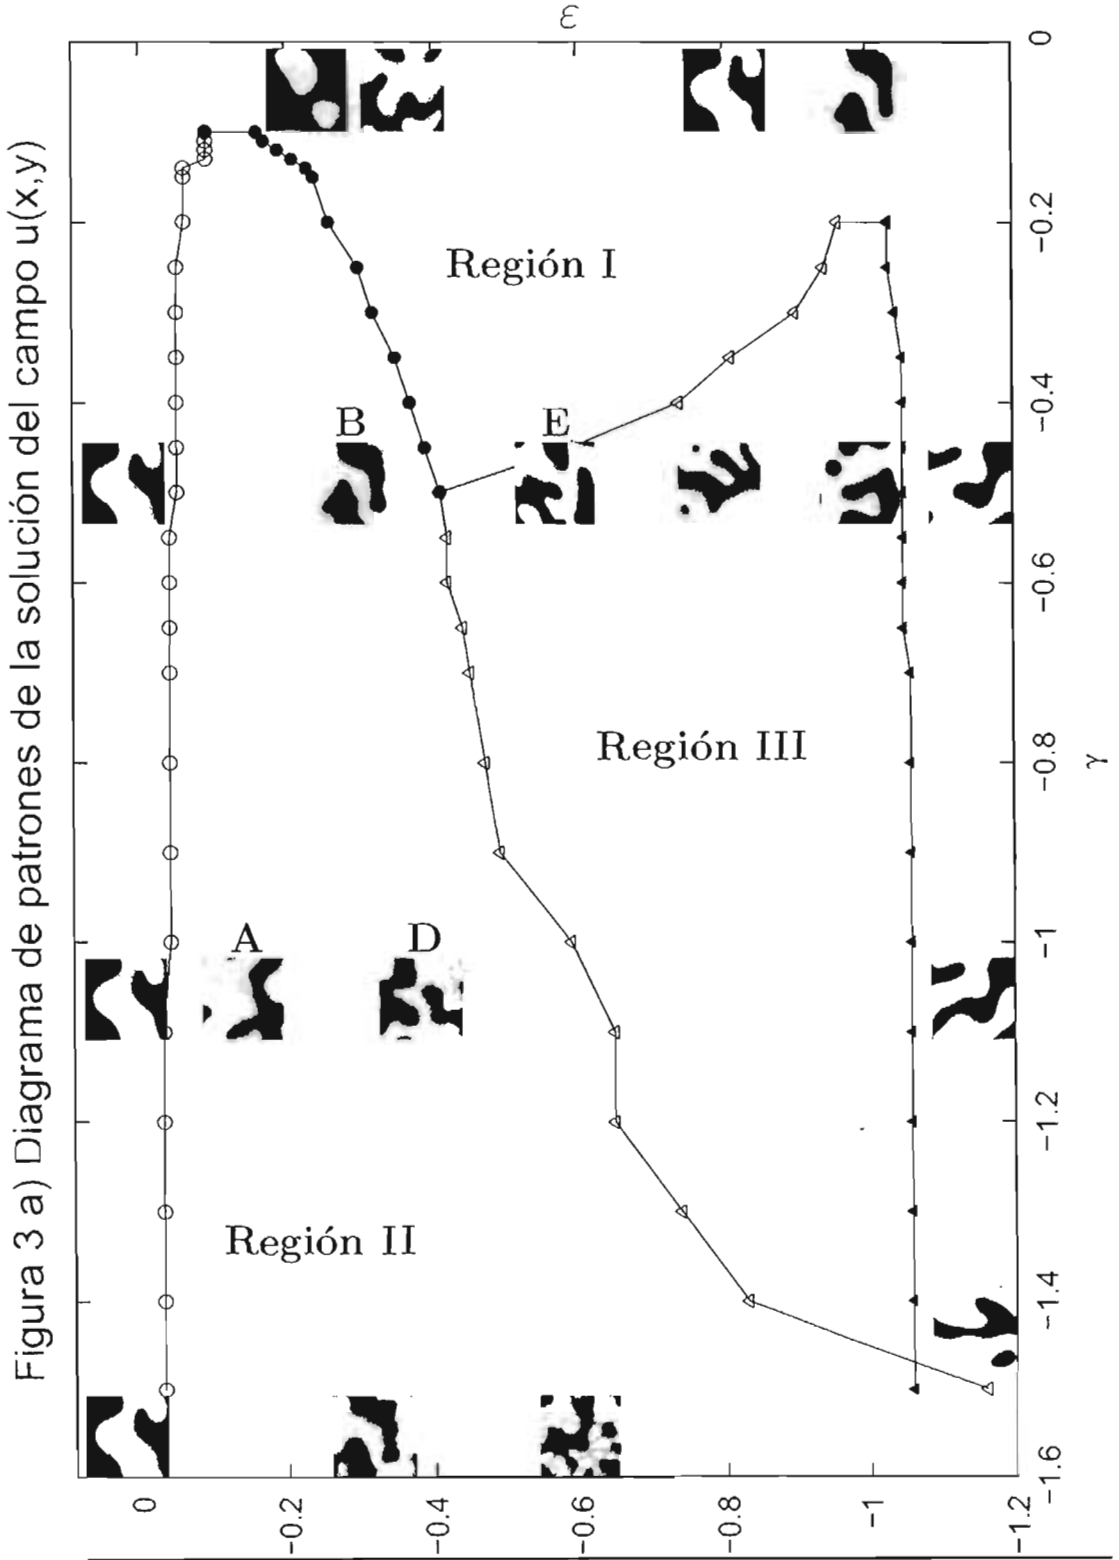 Figura 3 a) Diagrama de patrones de la solución del campo u(x,y)
ε
0
-0.2
-0.4
-0.6
-0.8
-1
-1.2
-1.4
-1.6
γ
0
-0.2
-0.4
-0.6
-0.8
-1
-1.2
Región I
B
E
Región III
A
D
Región II